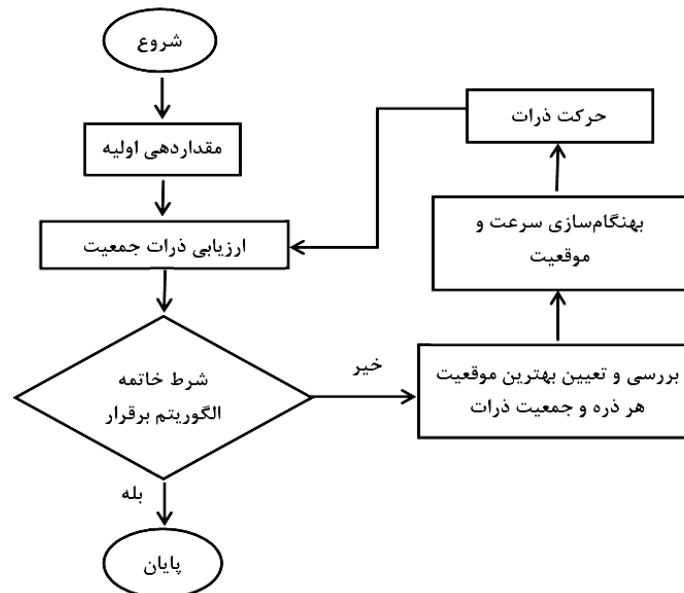 شروع
مقداردهی اولیه
ارزیابی ذرات جمعیت
شرط خاتمه
الگوریتم برقرار
خیر
بله
پایان
بررسی و تعیین بهترین موقعیت
هر ذره و جمعیت ذرات
بهنگام‌سازی سرعت و
موقعیت
حرکت ذرات